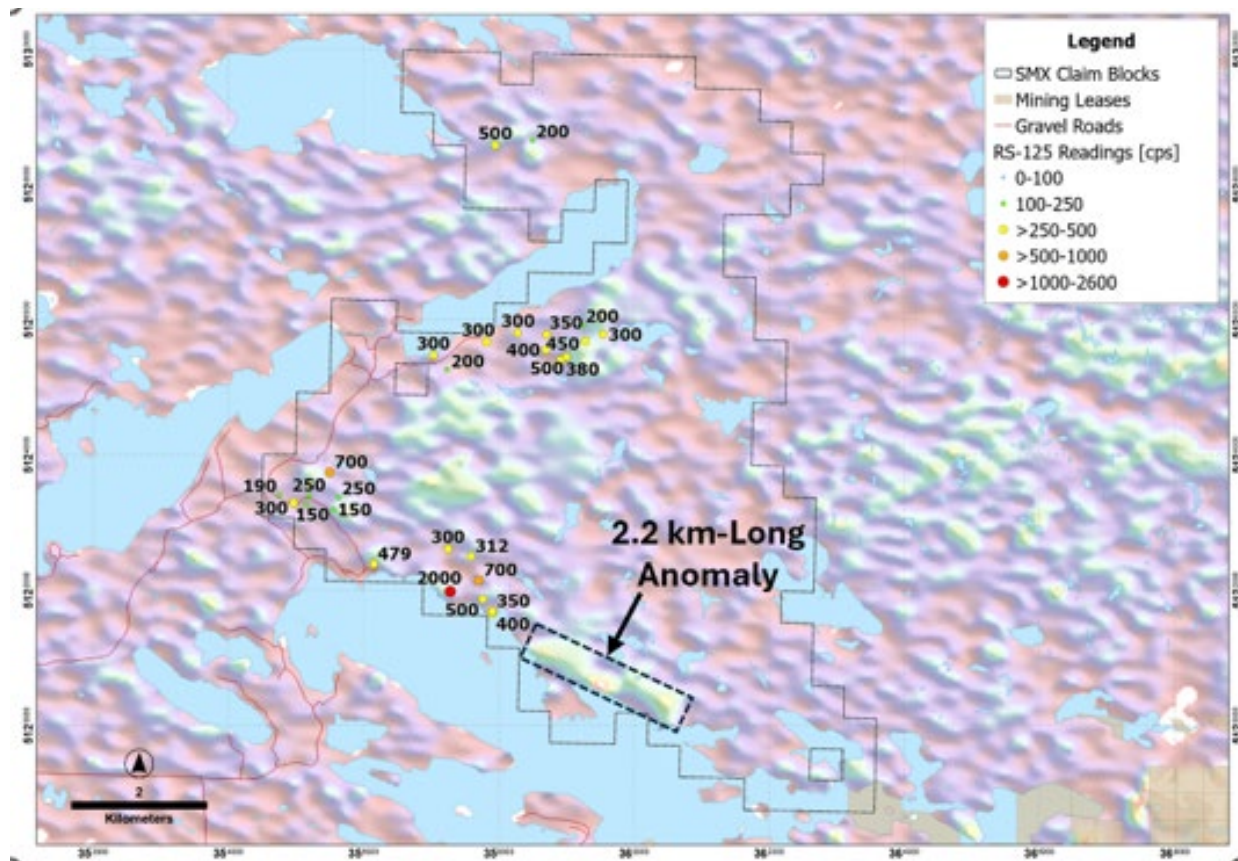 Legend
SMX Claim Blocks
Mining Leases
Gravel Roads
RS-125 Readings [cps]
0-100
100-250
>250-500
>500-1000
>1000-2600
500 200
300 300 300 350 200 300
400 450
200 500 380
700
190 250 250
300 150 150
479 300 312
2000 700
500 350
400
2.2 km-Long
Anomaly
2
Kilometers